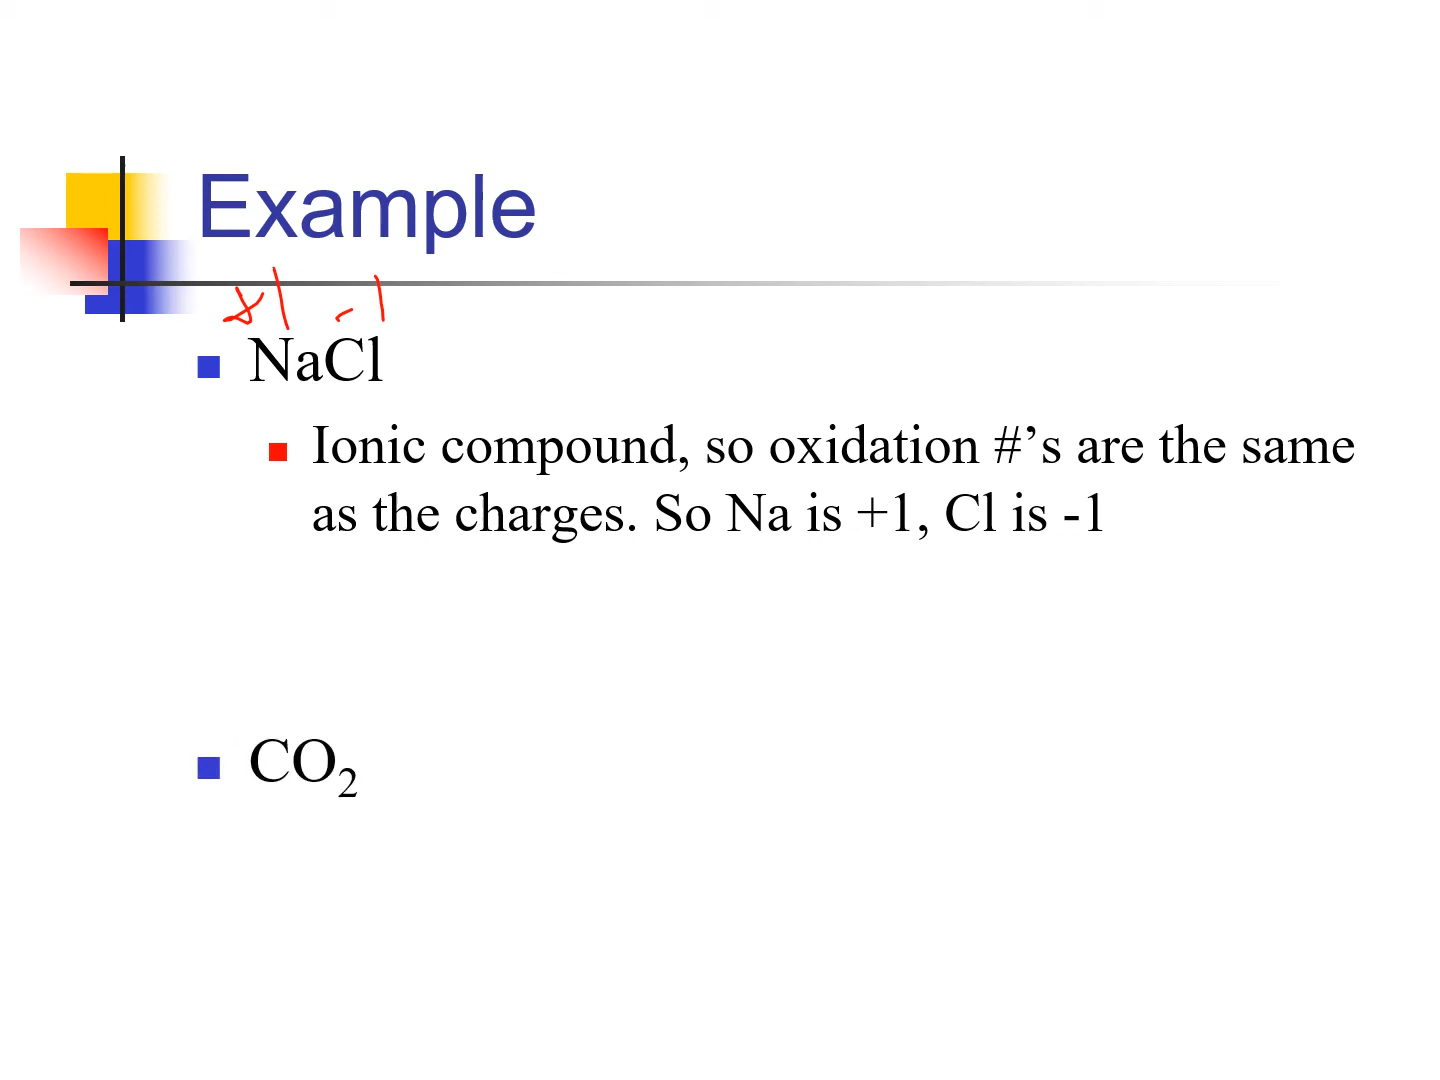 Example
+1 -1
NaCl
Ionic compound, so oxidation #’s are the same
as the charges. So Na is +1, Cl is -1
CO₂